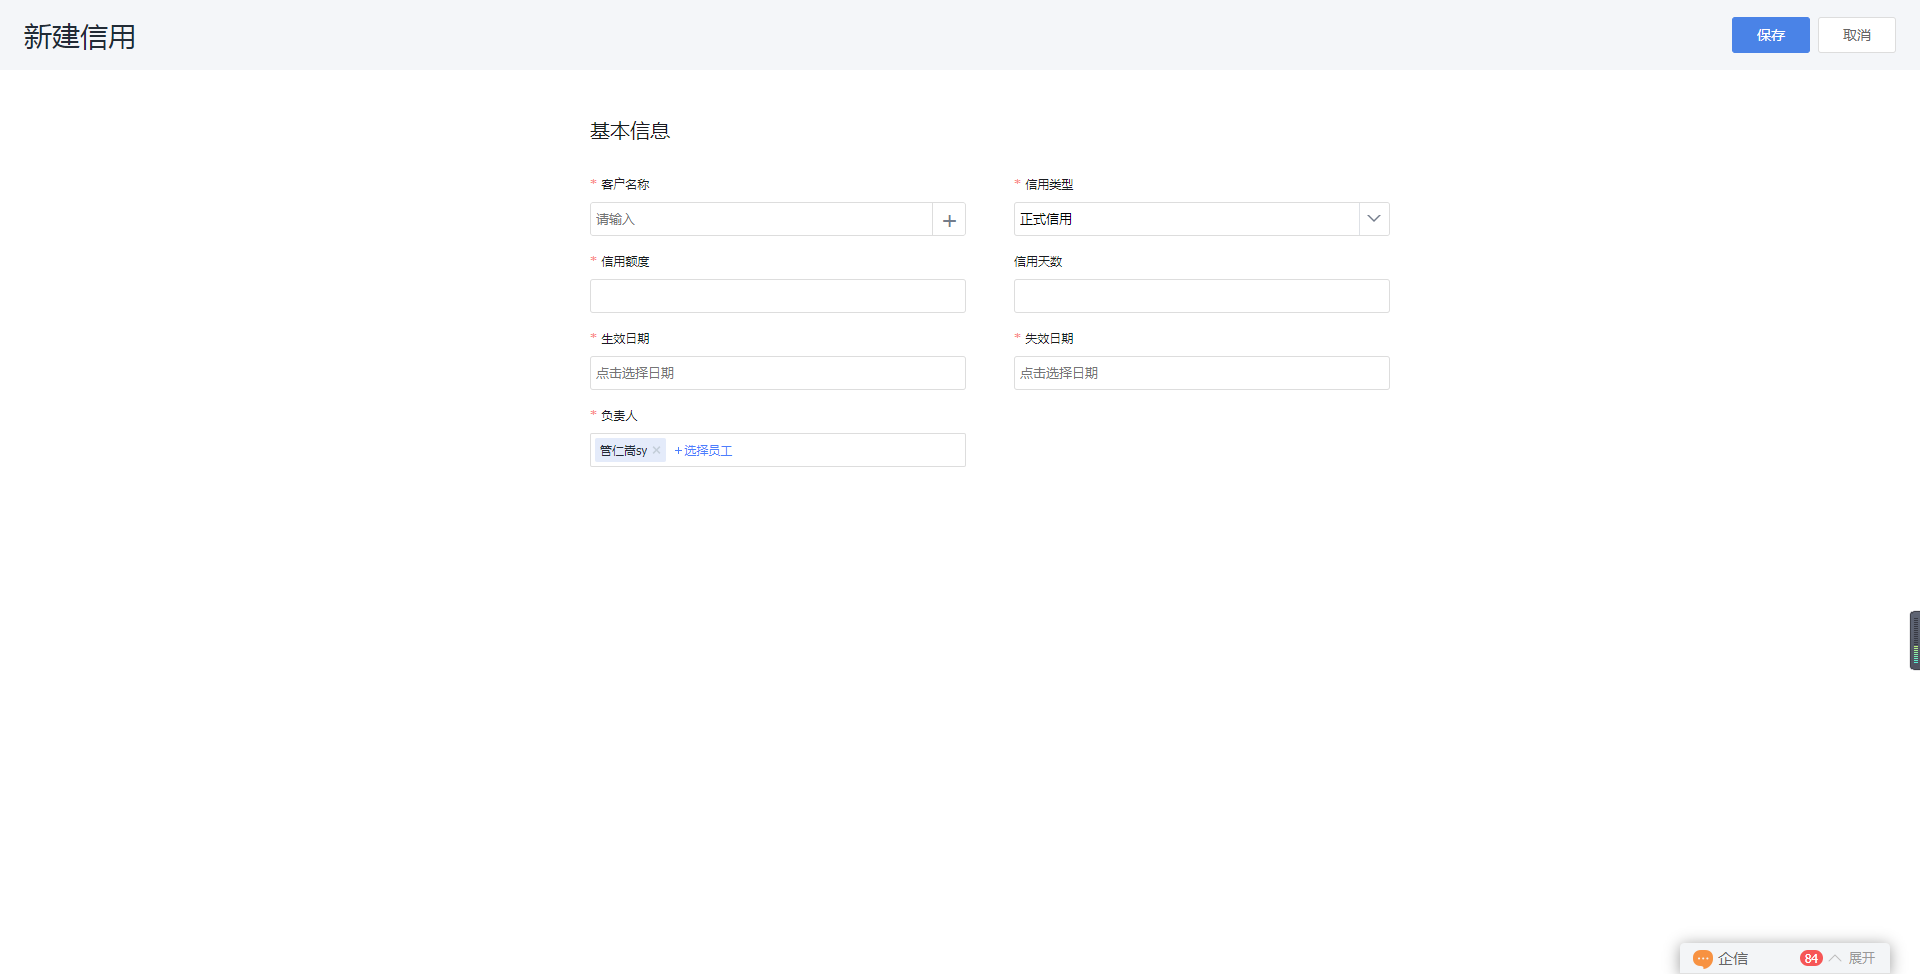 新建信用
保存
取消
基本信息
* 客户名称
* 信用类型
请输入
正式信用
* 信用额度
信用天数
* 生效日期
* 失效日期
点击选择日期
点击选择日期
* 负责人
管仁嵩sy × +选择员工
企信 84 展开